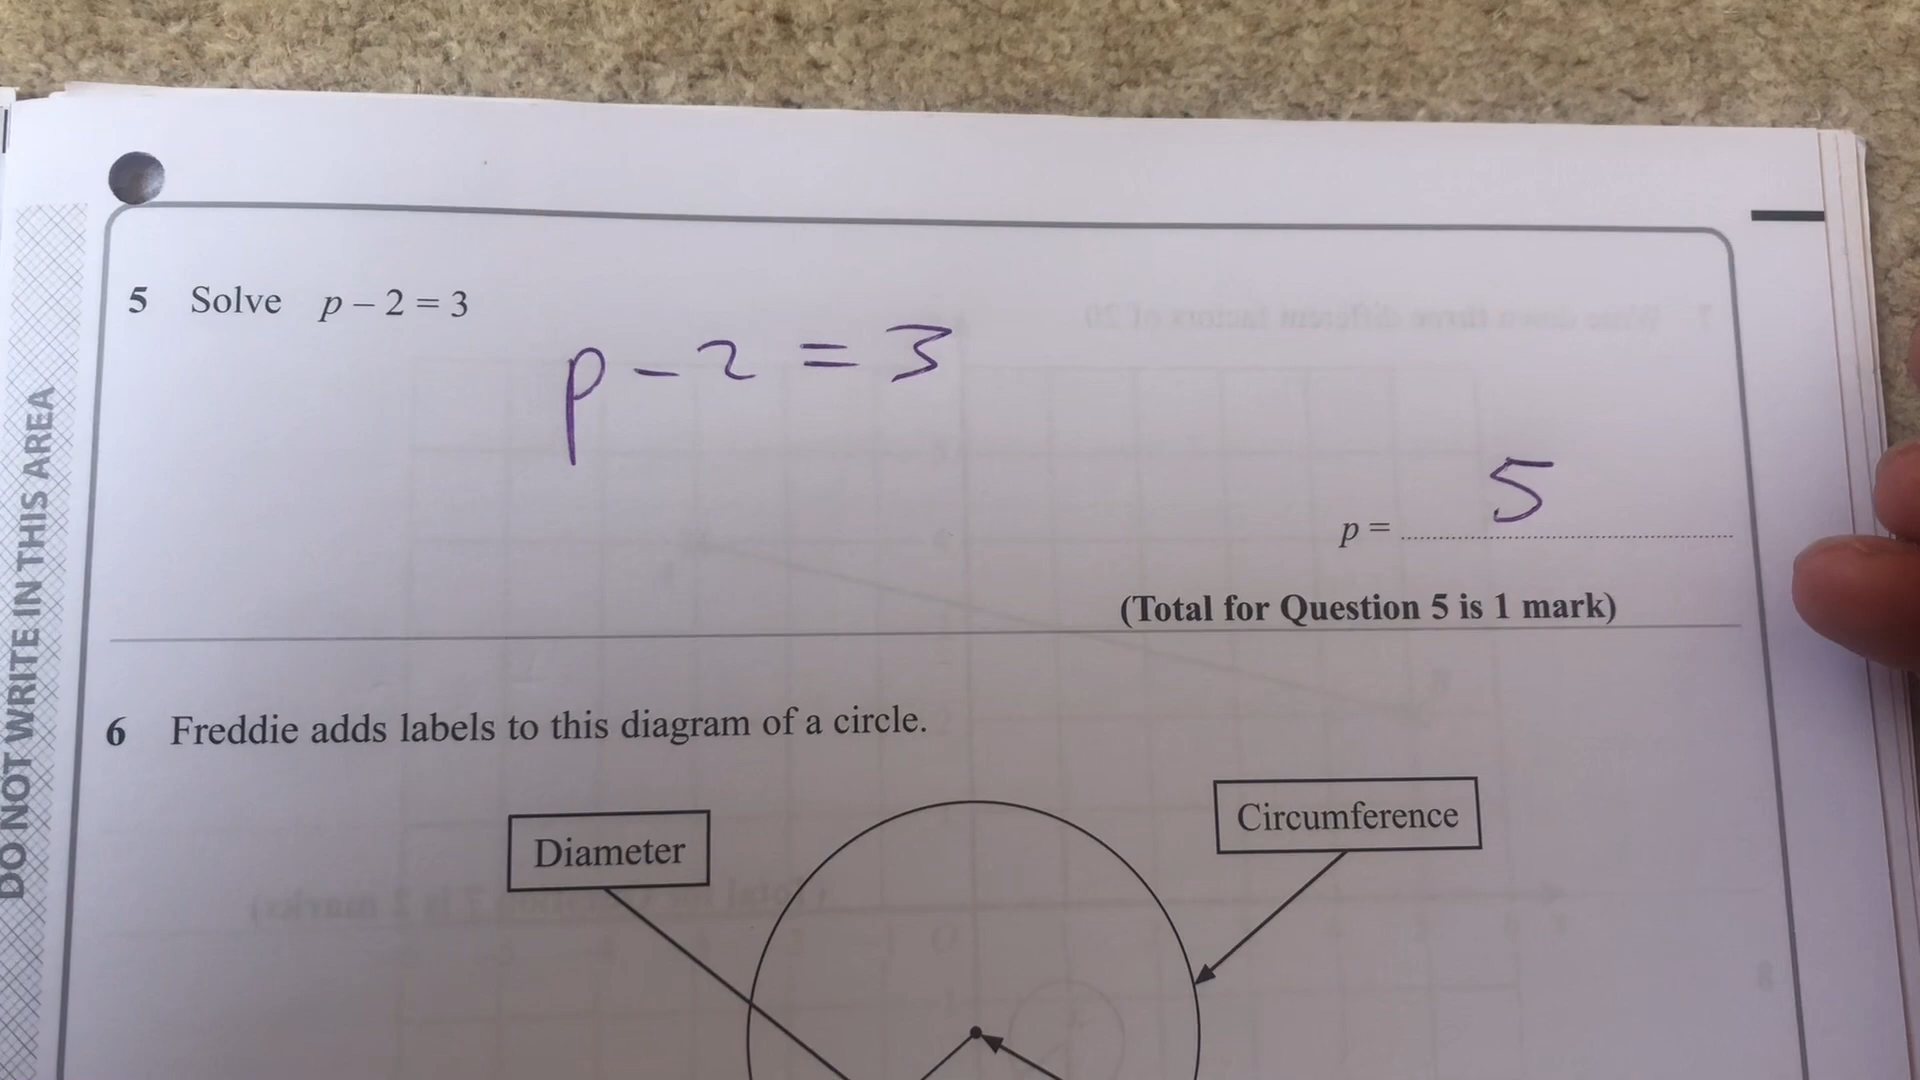 5 Solve p – 2 = 3
p – 2 = 3
p = 5
(Total for Question 5 is 1 mark)
6 Freddie adds labels to this diagram of a circle.
Circumference
Diameter
DO NOT WRITE IN THIS AREA